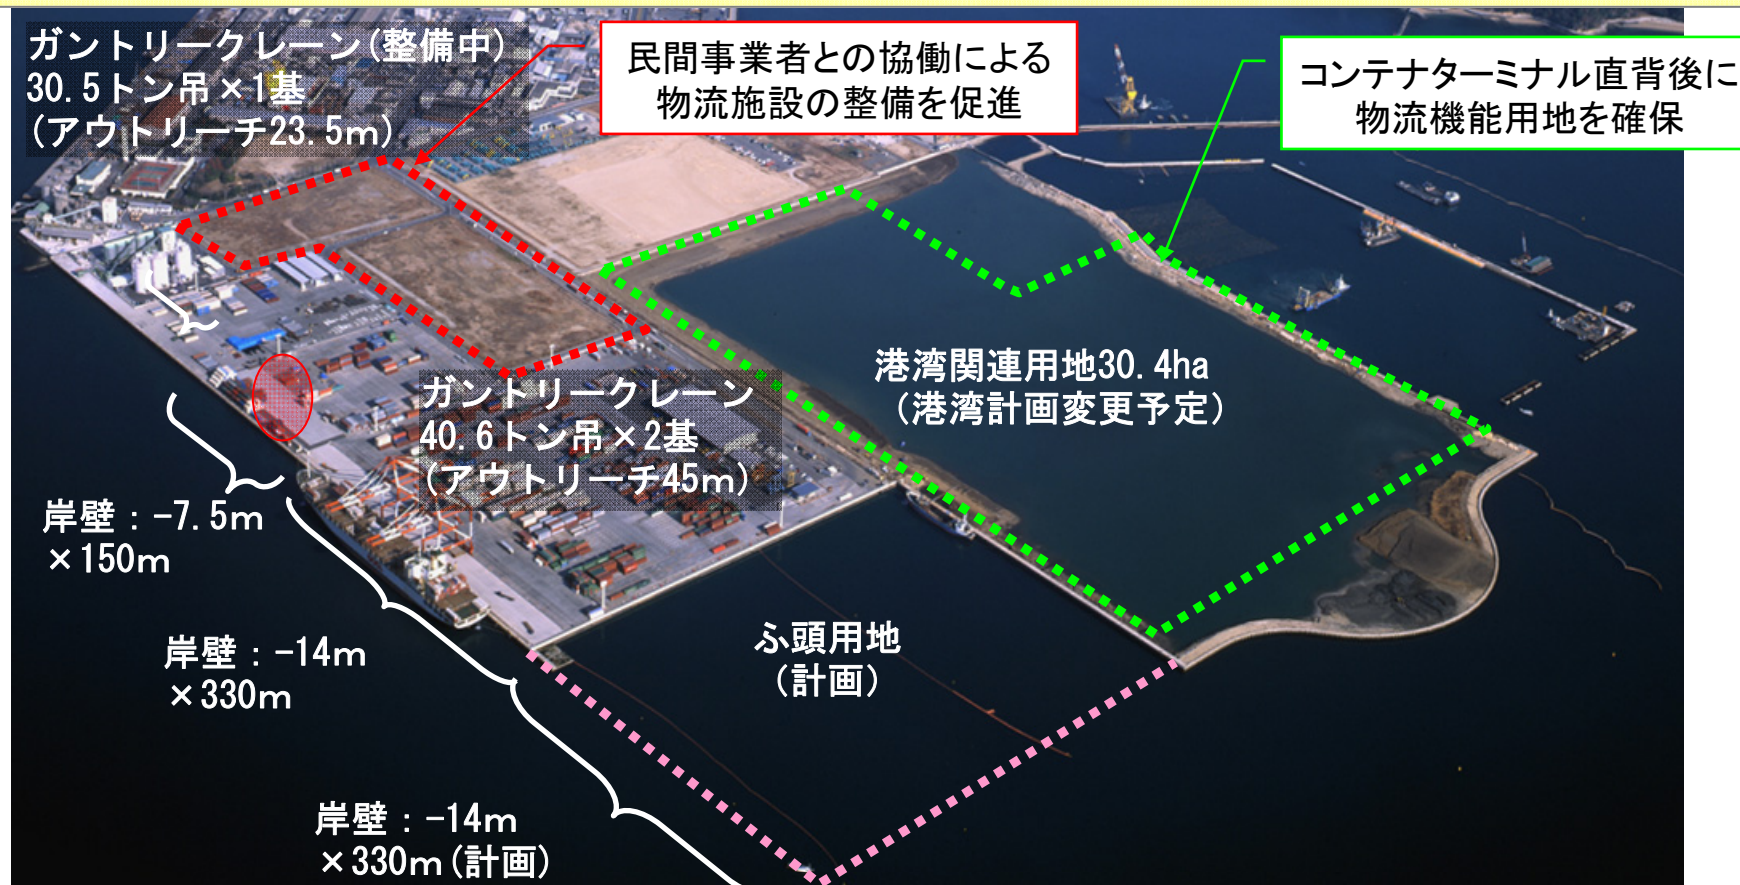 ガントリークレーン(整備中)
30.5トン吊×1基
(アウトリーチ23.5m)
民間事業者との協働による
物流施設の整備を促進
コンテナターミナル直背後に
物流機能用地を確保
港湾関連用地30.4ha
(港湾計画変更予定)
ガントリークレーン
40.6トン吊×2基
(アウトリーチ45m)
岸壁：-7.5m
×150m
岸壁：-14m
×330m
ふ頭用地
(計画)
岸壁：-14m
×330m(計画)